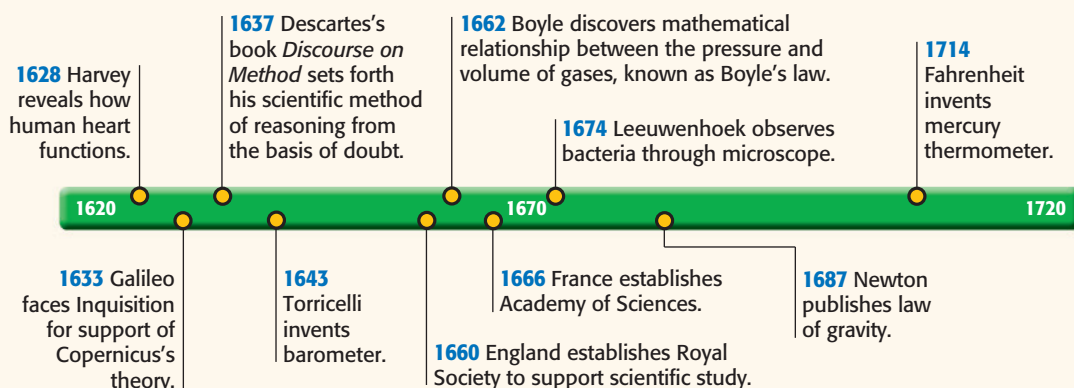 1628 Harvey
reveals how
human heart
functions.
1637 Descartes’s
book Discourse on
Method sets forth
his scientific method
of reasoning from
the basis of doubt.
1662 Boyle discovers mathematical
relationship between the pressure and
volume of gases, known as Boyle’s law.
1674 Leeuwenhoek observes
bacteria through microscope.
1714
Fahrenheit
invents
mercury
thermometer.
1620
1670
1720
1633 Galileo
faces Inquisition
for support of
Copernicus’s
theory.
1643
Torricelli
invents
barometer.
1660 England establishes Royal
Society to support scientific study.
1666 France establishes
Academy of Sciences.
1687 Newton
publishes law
of gravity.